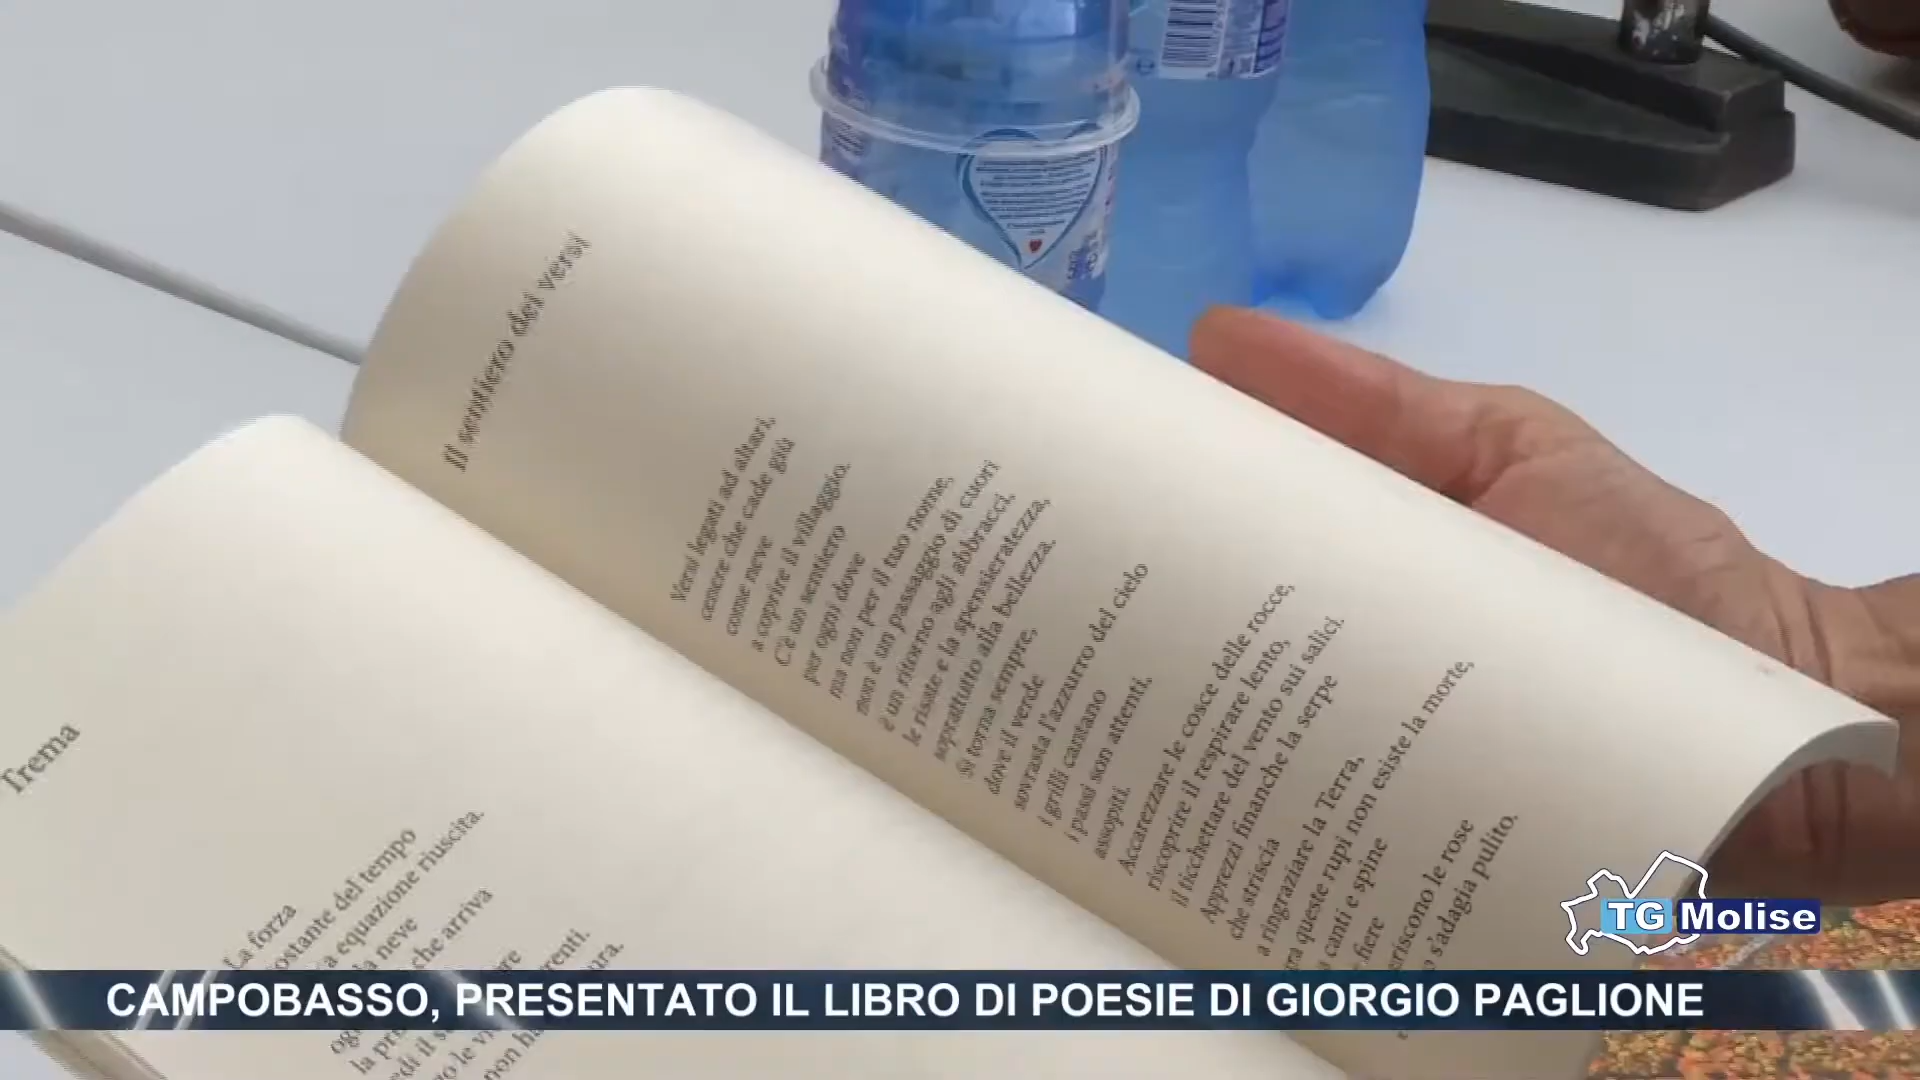 Il sentiero dei versi
Versi legati ad altari,
cenere che cade giù
come neve
a coprire il villaggio.
C'è un sentiero
per ogni dove
ma non per il tuo nome,
non è un passaggio di cuori
è un ritorno agli abbracci,
le risate e la spensieratezza,
soprattutto alla bellezza.
Si torna sempre,
dove il verde
sovrasta l'azzurro del cielo
i grilli cantano
i passi son attenti,
assopiti.
Accarezzare le cosce delle rocce,
riscoprire il respirare lento,
il ticchettare del vento sui salici.
Apprezzi finanche la serpe
che striscia
a ringraziare la Terra,
queste rupi non esiste la morte,
canti e spine
fiere
le rose
s'adagia pulito.
Trema
La forza
del tempo
equazione riuscita.
neve
che arriva
TG Molise
CAMPOBASSO, PRESENTATO IL LIBRO DI POESIE DI GIORGIO PAGLIONE